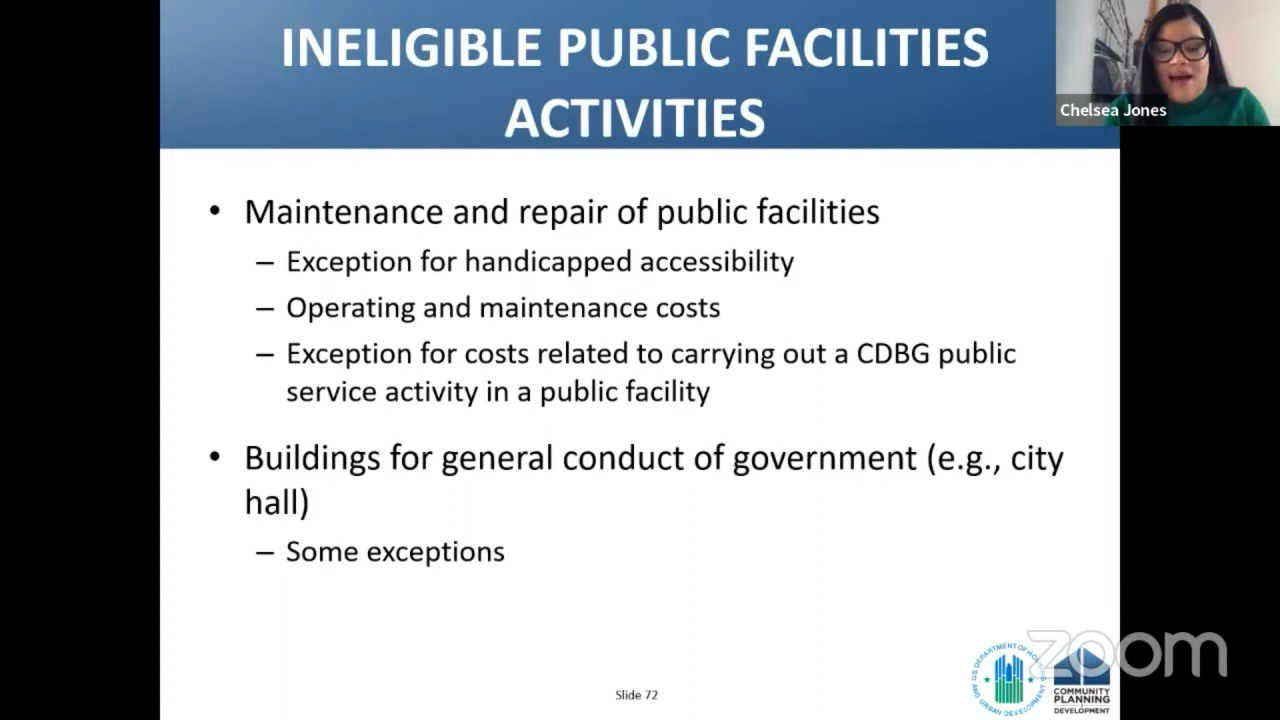 INELIGIBLE PUBLIC FACILITIES
ACTIVITIES
Chelsea Jones
• Maintenance and repair of public facilities
– Exception for handicapped accessibility
– Operating and maintenance costs
– Exception for costs related to carrying out a CDBG public
service activity in a public facility
• Buildings for general conduct of government (e.g., city
hall)
– Some exceptions
Slide 72
zoom
U.S. DEPARTMENT OF HOUSING
AND URBAN DEVELOPMENT
COMMUNITY
PLANNING
DEVELOPMENT